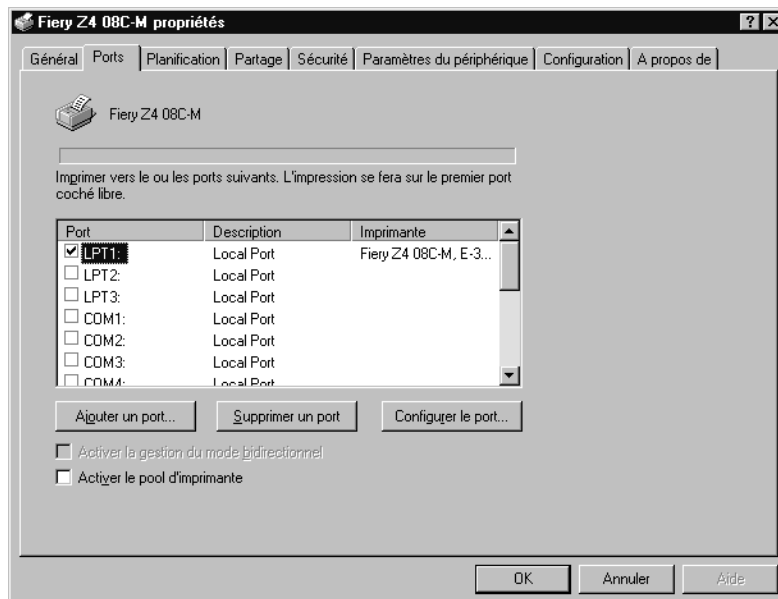 Fiery Z4 08C-M propriétés
Général Ports Planification Partage Sécurité Paramètres du périphérique Configuration A propos de
Fiery Z4 08C-M
Imprimer vers le ou les ports suivants. L'impression se fera sur le premier port
coché libre.
Port Description Imprimante
LPT1: Local Port Fiery Z4 08C-M, E-3...
LPT2: Local Port
LPT3: Local Port
COM1: Local Port
COM2: Local Port
COM3: Local Port
COM4: Local Port
Ajouter un port... Supprimer un port Configurer le port...
Activer la gestion du mode bidirectionnel
Activer le pool d'imprimante
OK Annuler Aide